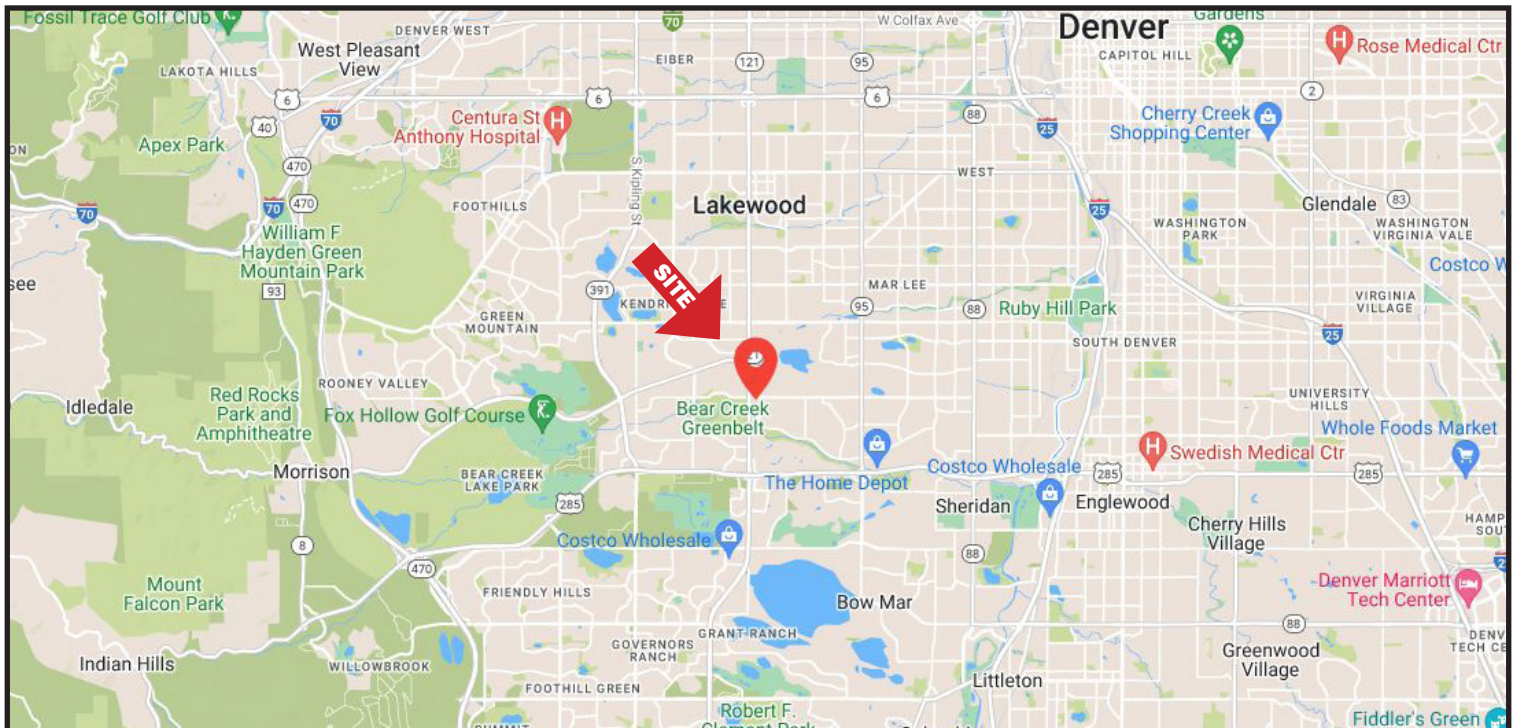 Fossil Trace Golf Club
DENVER WEST
70
W Colfax Ave
Denver
Gardens
West Pleasant
View
LAKOTA HILLS
EIBER
121
95
CAPITOL HILL
H
Rose Medical Ctr
6
6
6
2
40
70
Centura St
Anthony Hospital
H
88
25
Cherry Creek
Shopping Center
ON
Apex Park
470
S Kipling St
WEST
70
70
470
FOOTHILLS
Lakewood
25
Glendale
83
William F
Hayden Green
Mountain Park
WASHINGTON
PARK
WASHINGTON
VIRGINIA VALE
Costco W
see
93
391
SITE
MAR LEE
95
88
Ruby Hill Park
VIRGINIA
VILLAGE
GREEN
MOUNTAIN
25
SOUTH DENVER
ROONEY VALLEY
Idledale
Red Rocks
Park and
Amphitheatre
Fox Hollow Golf Course
Bear Creek
Greenbelt
UNIVERSITY
HILLS
Whole Foods Market
H
Swedish Medical Ctr
Morrison
BEAR CREEK
LAKE PARK
285
The Home Depot
Costco Wholesale
285
285
Sheridan
Englewood
Cherry Hills
Village
Costco Wholesale
8
470
88
Mount
Falcon Park
FRIENDLY HILLS
Bow Mar
Denver Marriott
Tech Center
GRANT RANCH
GOVERNORS
RANCH
88
Greenwood
Village
Indian Hills
WILLOWBROOK
FOOTHILL GREEN
Littleton
Robert F.
Fiddler's Green